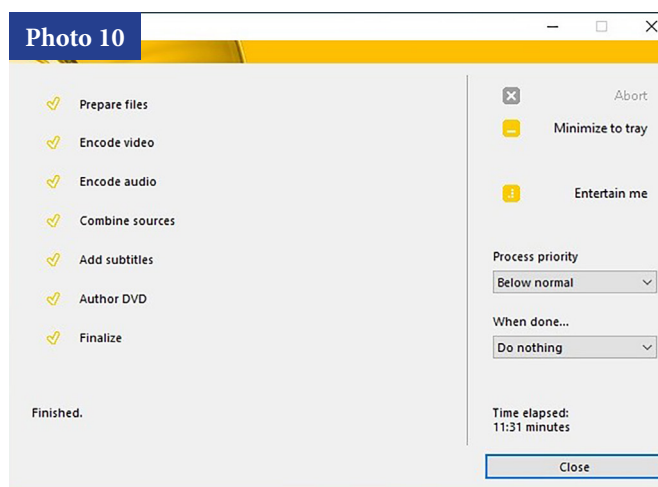 Photo 10
Prepare files
Encode video
Encode audio
Combine sources
Add subtitles
Author DVD
Finalize
Finished.
Abort
Minimize to tray
Entertain me
Process priority
Below normal
When done...
Do nothing
Time elapsed:
11:31 minutes
Close